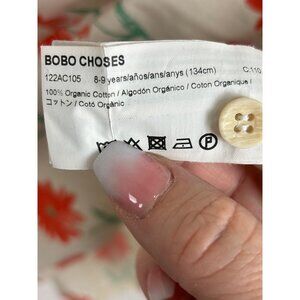 BOBO CHOSES
122AC105 8-9 years/años/ans/anys (134cm) C:110
100% Organic Cotton / Algodón Orgánico / Coton Organique /
コットン / Cotó Orgànic